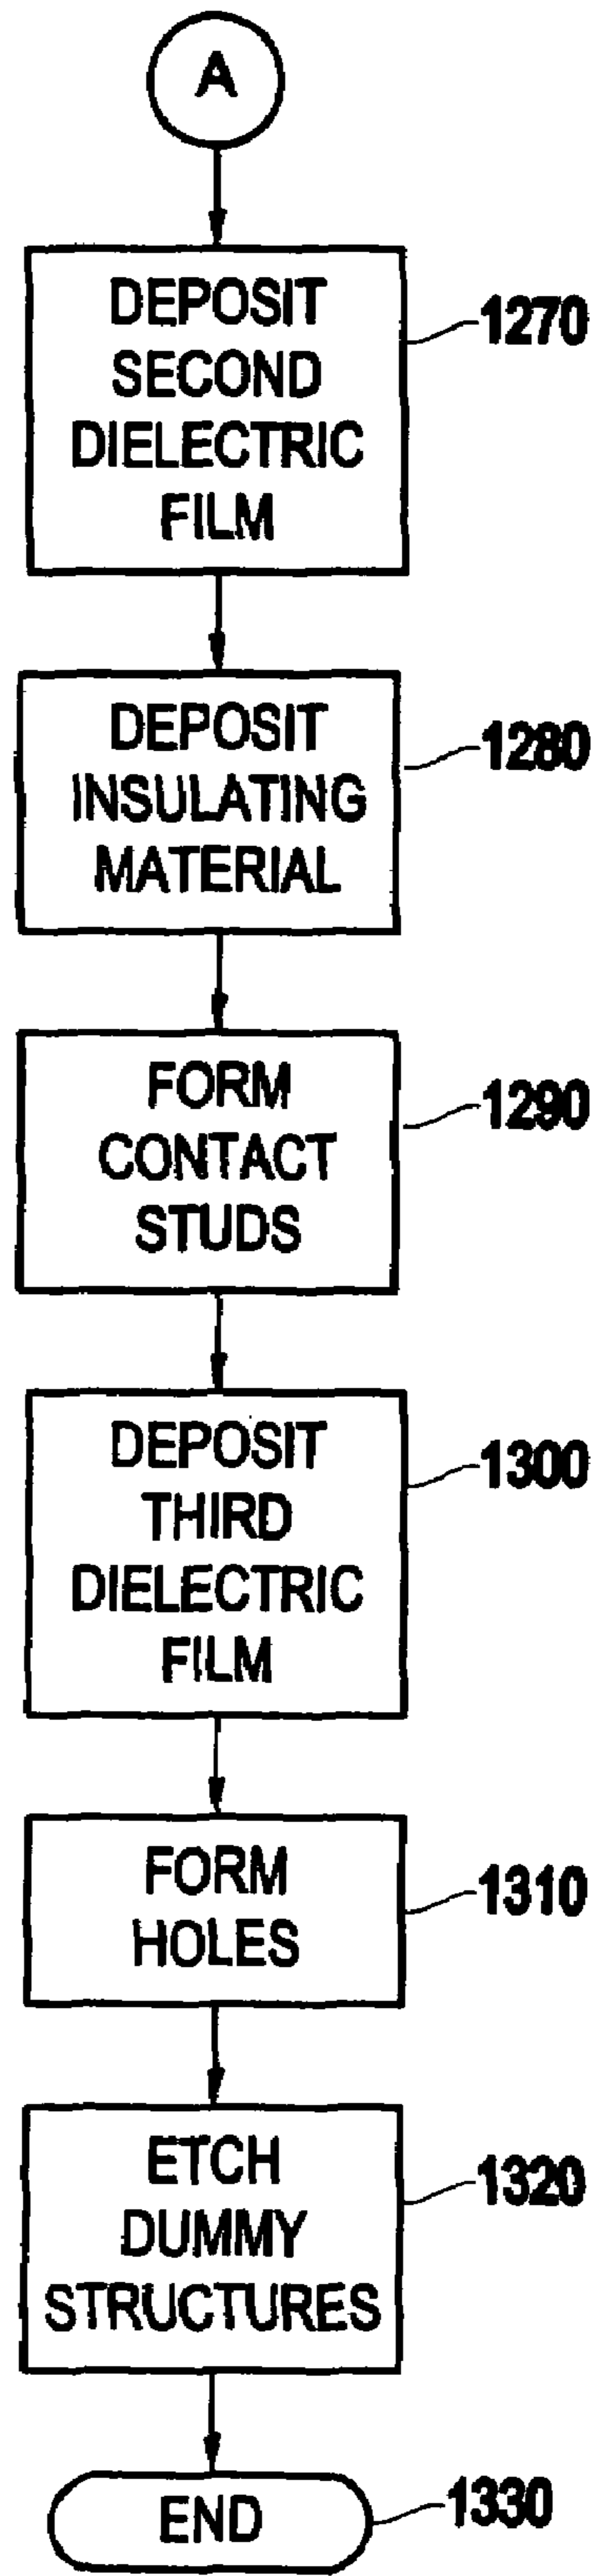 A
DEPOSIT
SECOND
DIELECTRIC
FILM
1270
DEPOSIT
INSULATING
MATERIAL
1280
FORM
CONTACT
STUDS
1290
DEPOSIT
THIRD
DIELECTRIC
FILM
1300
FORM
HOLES
1310
ETCH
DUMMY
STRUCTURES
1320
END
1330